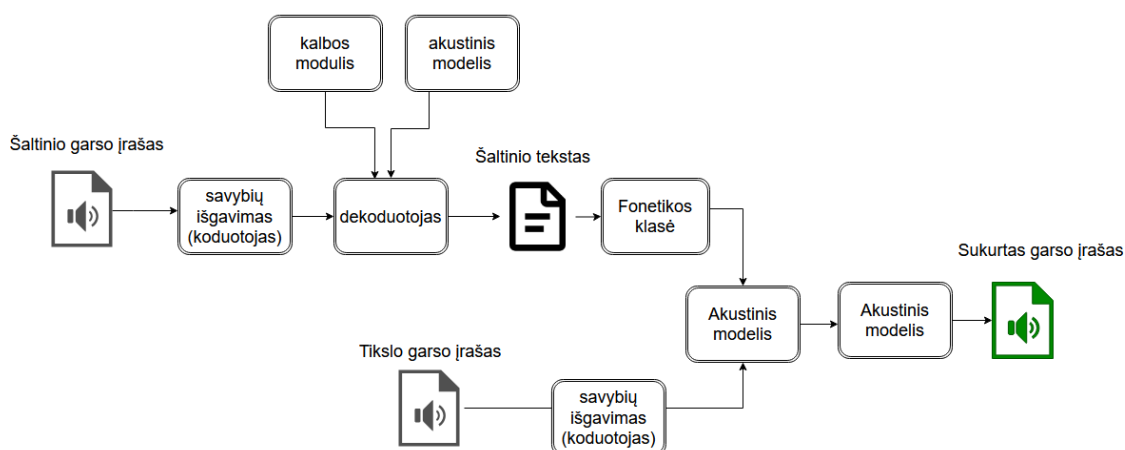 kalbos
modulis
akustinis
modelis
Šaltinio garso įrašas
savybių
išgavimas
(koduotojas)
dekoduotojas
Šaltinio tekstas
Fonetikos
klasė
Sukurtas garso įrašas
Akustinis
modelis
Akustinis
modelis
Tikslo garso įrašas
savybių
išgavimas
(koduotojas)